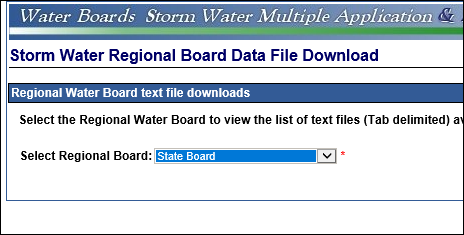 Water Boards Storm Water Multiple Application &
Storm Water Regional Board Data File Download
Regional Water Board text file downloads
Select the Regional Water Board to view the list of text files (Tab delimited)
Select Regional Board: State Board *